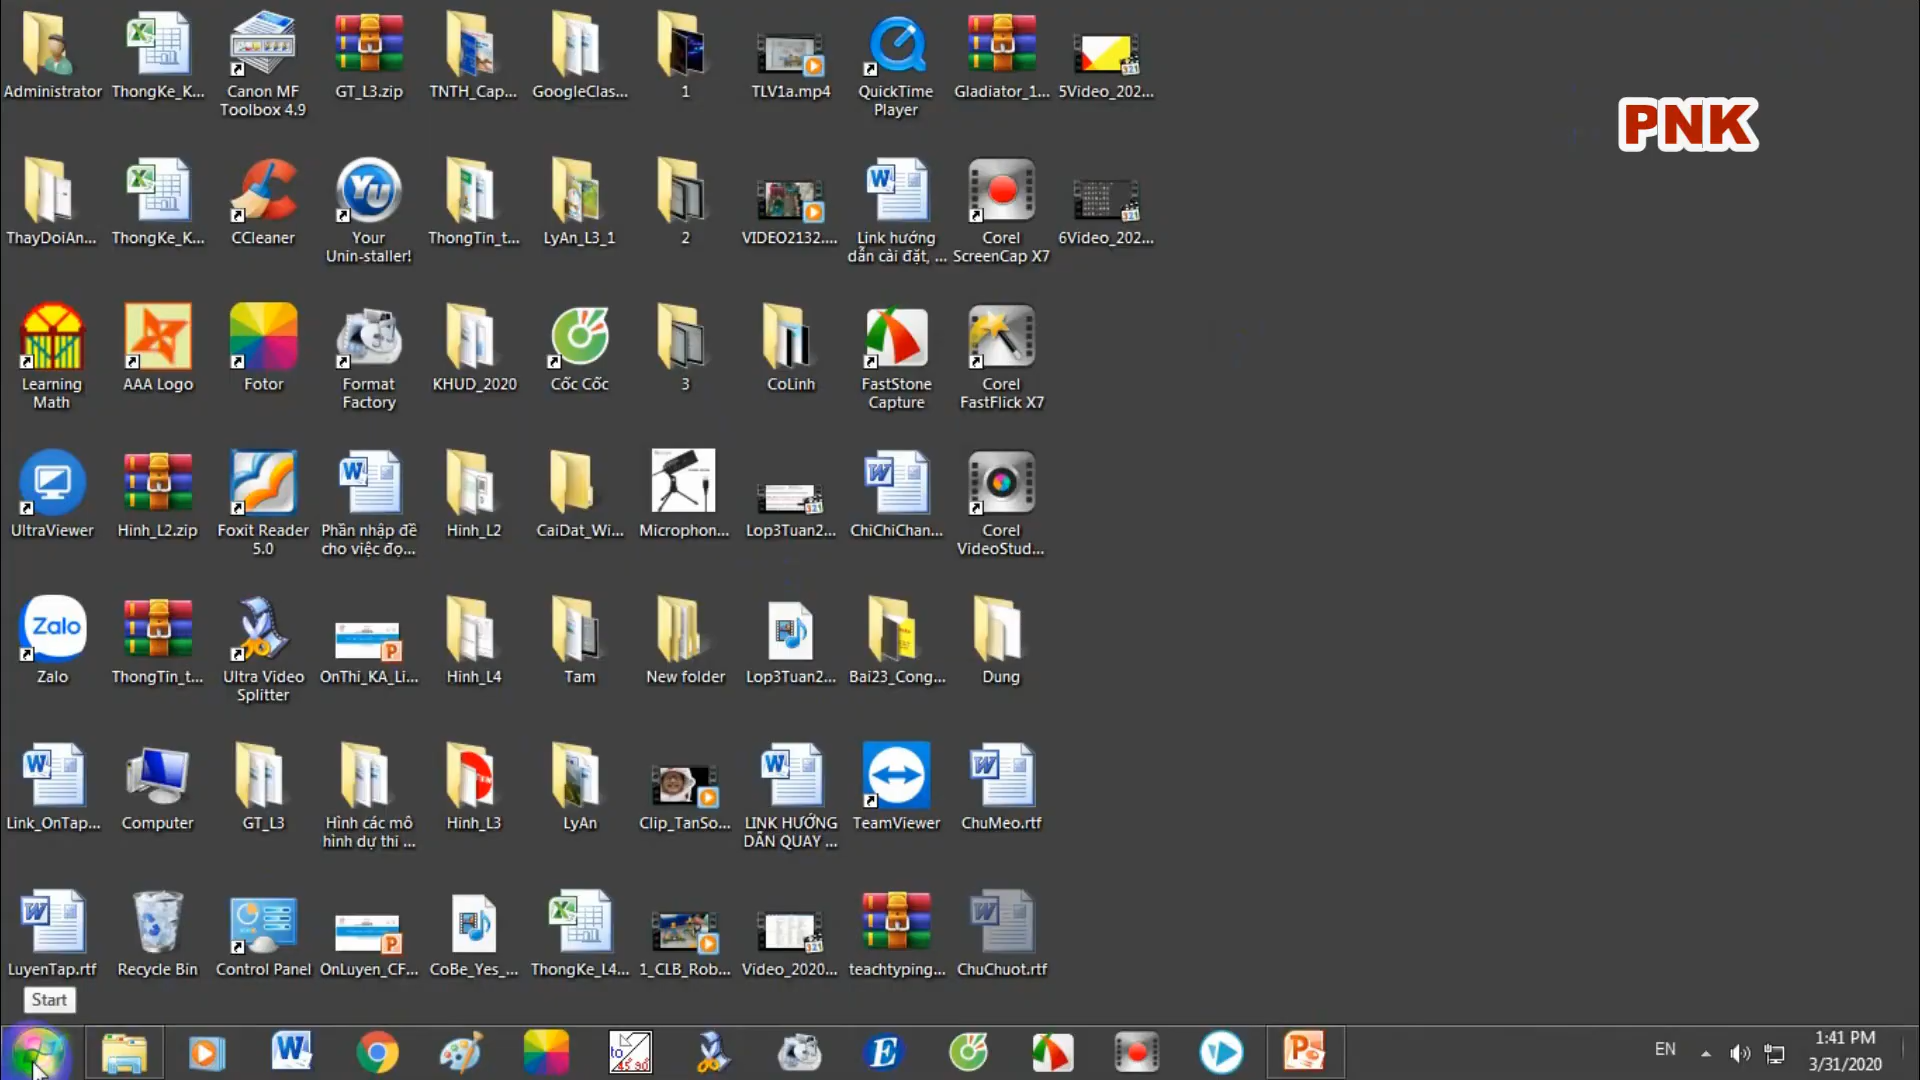 Administrator
ThongKe_K...
Canon MF
Toolbox 4.9
GT_L3.zip
TNTH_Cap...
GoogleClas...
1
TLV1a.mp4
QuickTime
Player
Gladiator_1...
5Video_202...
PNK
ThayDoiAn...
ThongKe_K...
CCleaner
Your
Unin-staller!
ThongTin_t...
LyAn_L3_1
2
VIDEO2132....
Link hướng
dẫn cài đặt, ...
Corel
ScreenCap X7
6Video_202...
Learning
Math
AAA Logo
Fotor
Format
Factory
KHUD_2020
Cốc Cốc
3
CoLinh
FastStone
Capture
Corel
FastFlick X7
UltraViewer
Hinh_L2.zip
Foxit Reader
5.0
Phần nhập đề
cho việc đọ...
Hinh_L2
CaiDat_Wi...
Microphon...
Lop3Tuan2...
ChiChiChan...
Corel
VideoStud...
Zalo
Zalo
ThongTin_t...
Ultra Video
Splitter
OnThi_KA_Li...
Hinh_L4
Tam
New folder
Lop3Tuan2...
Bai23_Cong...
Dung
Link_OnTap...
Computer
GT_L3
Hình các mô
hình dự thi ...
Hinh_L3
LyAn
Clip_TanSo...
LINK HƯỚNG
DẪN QUAY ...
TeamViewer
ChuMeo.rtf
LuyenTap.rtf
Recycle Bin
Control Panel
OnLuyen_CF...
CoBe_Yes_...
ThongKe_L4...
1_CLB_Rob...
Video_2020...
teachtyping...
ChuChuot.rtf
Start
EN
1:41 PM
3/31/2020